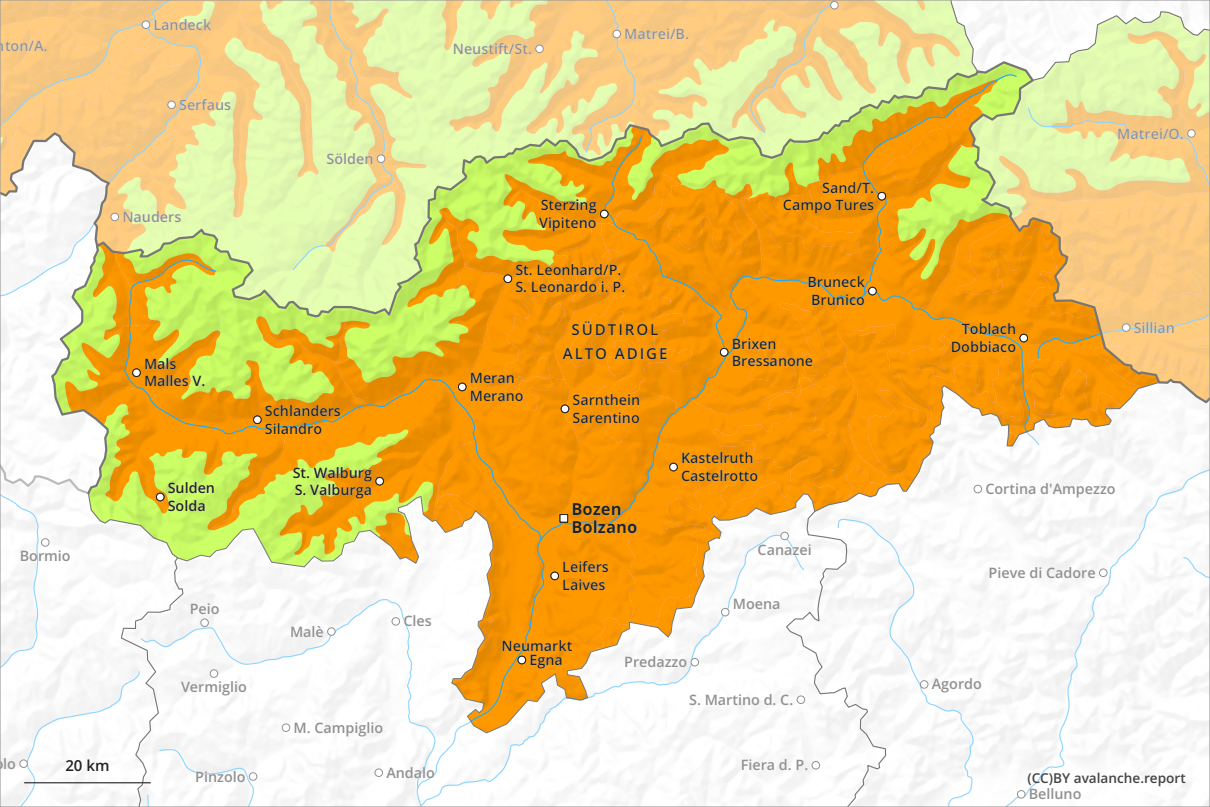 Landeck
nton/A.
Neustift/St.
Matrei/B.
Serfaus
Matrei/O.
Sölden
Nauders
Sand/T.
Campo Tures
Sterzing
Vipiteno
St. Leonhard/P.
S. Leonardo i. P.
Bruneck
Brunico
SÜDTIROL
ALTO ADIGE
Toblach
Dobbiaco
Sillian
Brixen
Bressanone
Mals
Malles V.
Meran
Merano
Schlanders
Silandro
Sarnthein
Sarentino
St. Walburg
S. Valburga
Kastelruth
Castelrotto
Sulden
Solda
Cortina d'Ampezzo
Bozen
Bolzano
Bormio
Canazei
Leifers
Laives
Pieve di Cadore
Peio
Moena
Malè
Cles
Neumarkt
Egna
Predazzo
Vermiglio
Agordo
S. Martino d. C.
M. Campiglio
20 km
olo
Pinzolo
Andalo
Fiera d. P.
(CC)BY avalanche.report
Belluno